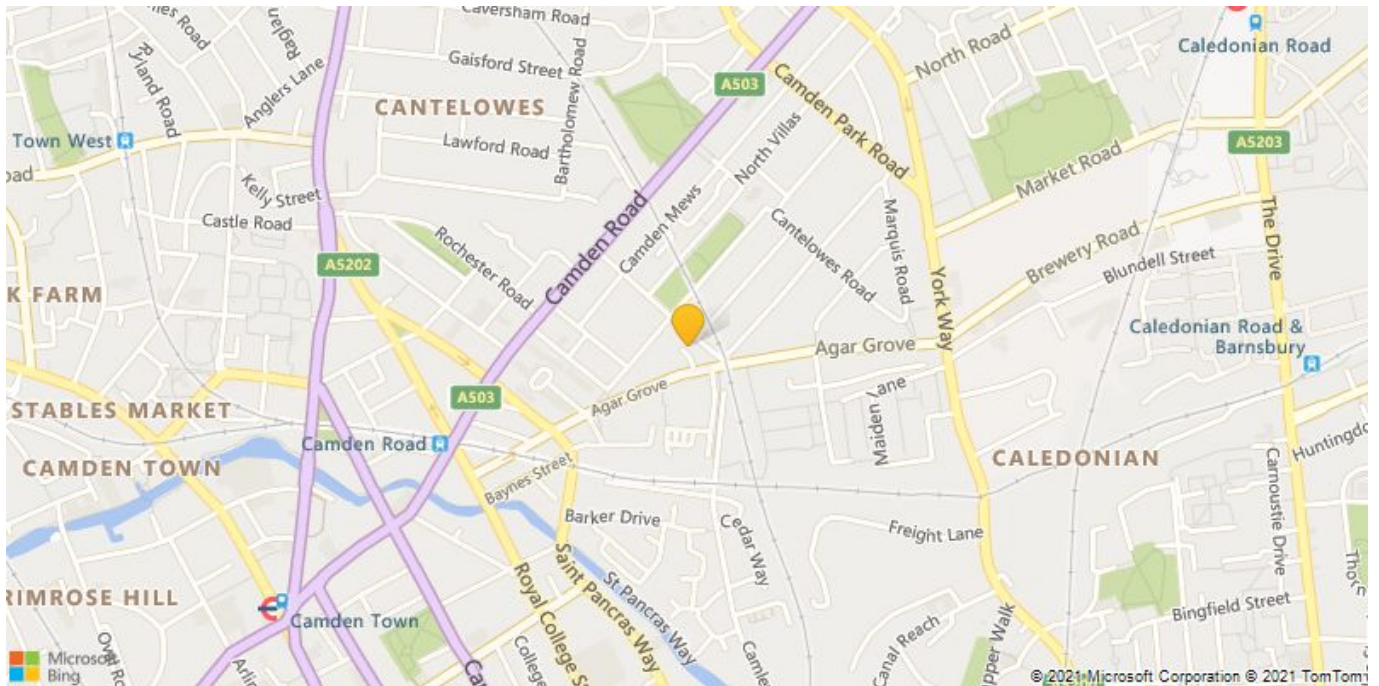 Caversham Road
Raglan
Ryland Road
Anglers Lane
Gaisford Street
Bartholomew Road
A503
North Road
Caledonian Road
CANTELOWES
Camden Park Road
North Villas
Town West
Lawford Road
A5203
Market Road
Kelly Street
Castle Road
Camden Mews
Camden Road
Rochester Road
Cantelowes Road
Marquis Road
York Way
Brewery Road
Blundell Street
The Drive
A5202
K FARM
Caledonian Road &
Barnsbury
Agar Grove
Agar Grove
A503
Maiden Lane
STABLES MARKET
Camden Road
CAMDEN TOWN
Baynes Street
CALEDONIAN
Carnoustie Drive
Barker Drive
Cedar Way
Freight Lane
Saint Pancras Way
St Pancras Way
Royal College St
RIMROSE HILL
Camden Town
Bingfield Street
Canal Reach
College
Microsoft
Bing
© 2021 Microsoft Corporation © 2021 TomTom